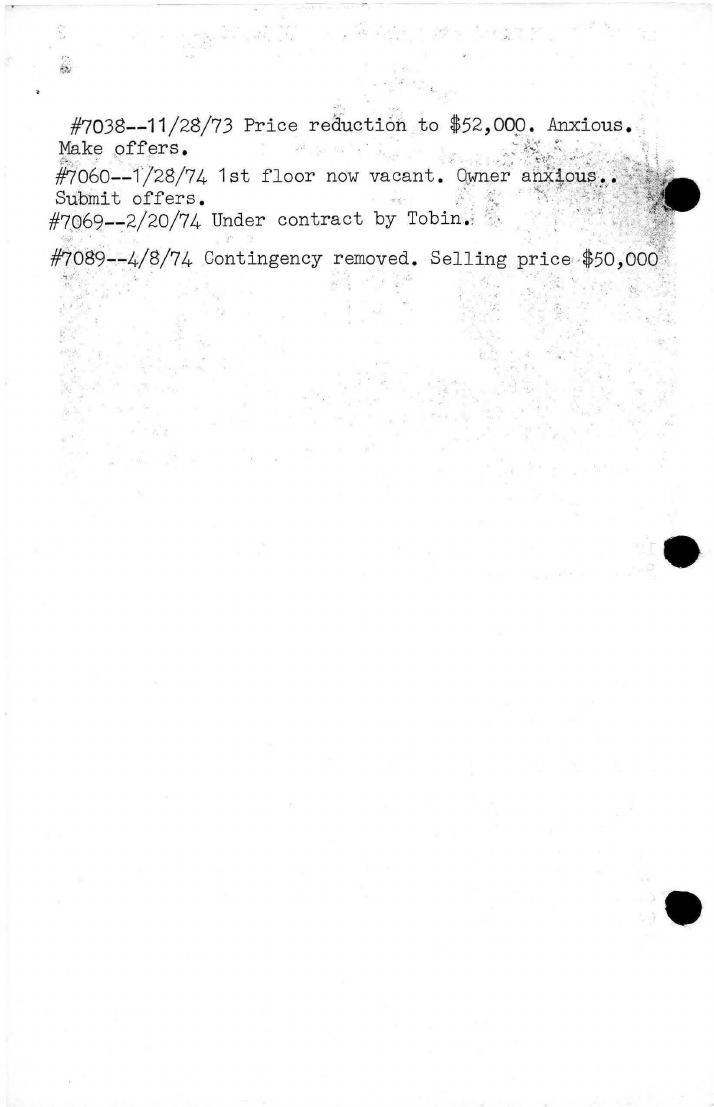 #7038--11/28/73 Price reduction to $52,000. Anxious.
Make offers.
#7060--1/28/74 1st floor now vacant. Owner anxious..
Submit offers.
#7069--2/20/74 Under contract by Tobin.
#7089--4/8/74 Contingency removed. Selling price $50,000